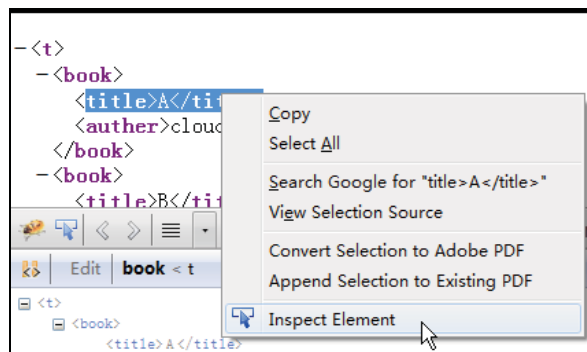 −<t>
−<book>
<title>A</ti
<auther>cloud
</book>
−<book>
<title>B</tit
Copy
Select All
Search Google for "title>A</title>"
View Selection Source
Convert Selection to Adobe PDF
Append Selection to Existing PDF
Inspect Element
Edit book < t
<t>
<book>
<title>A</title>